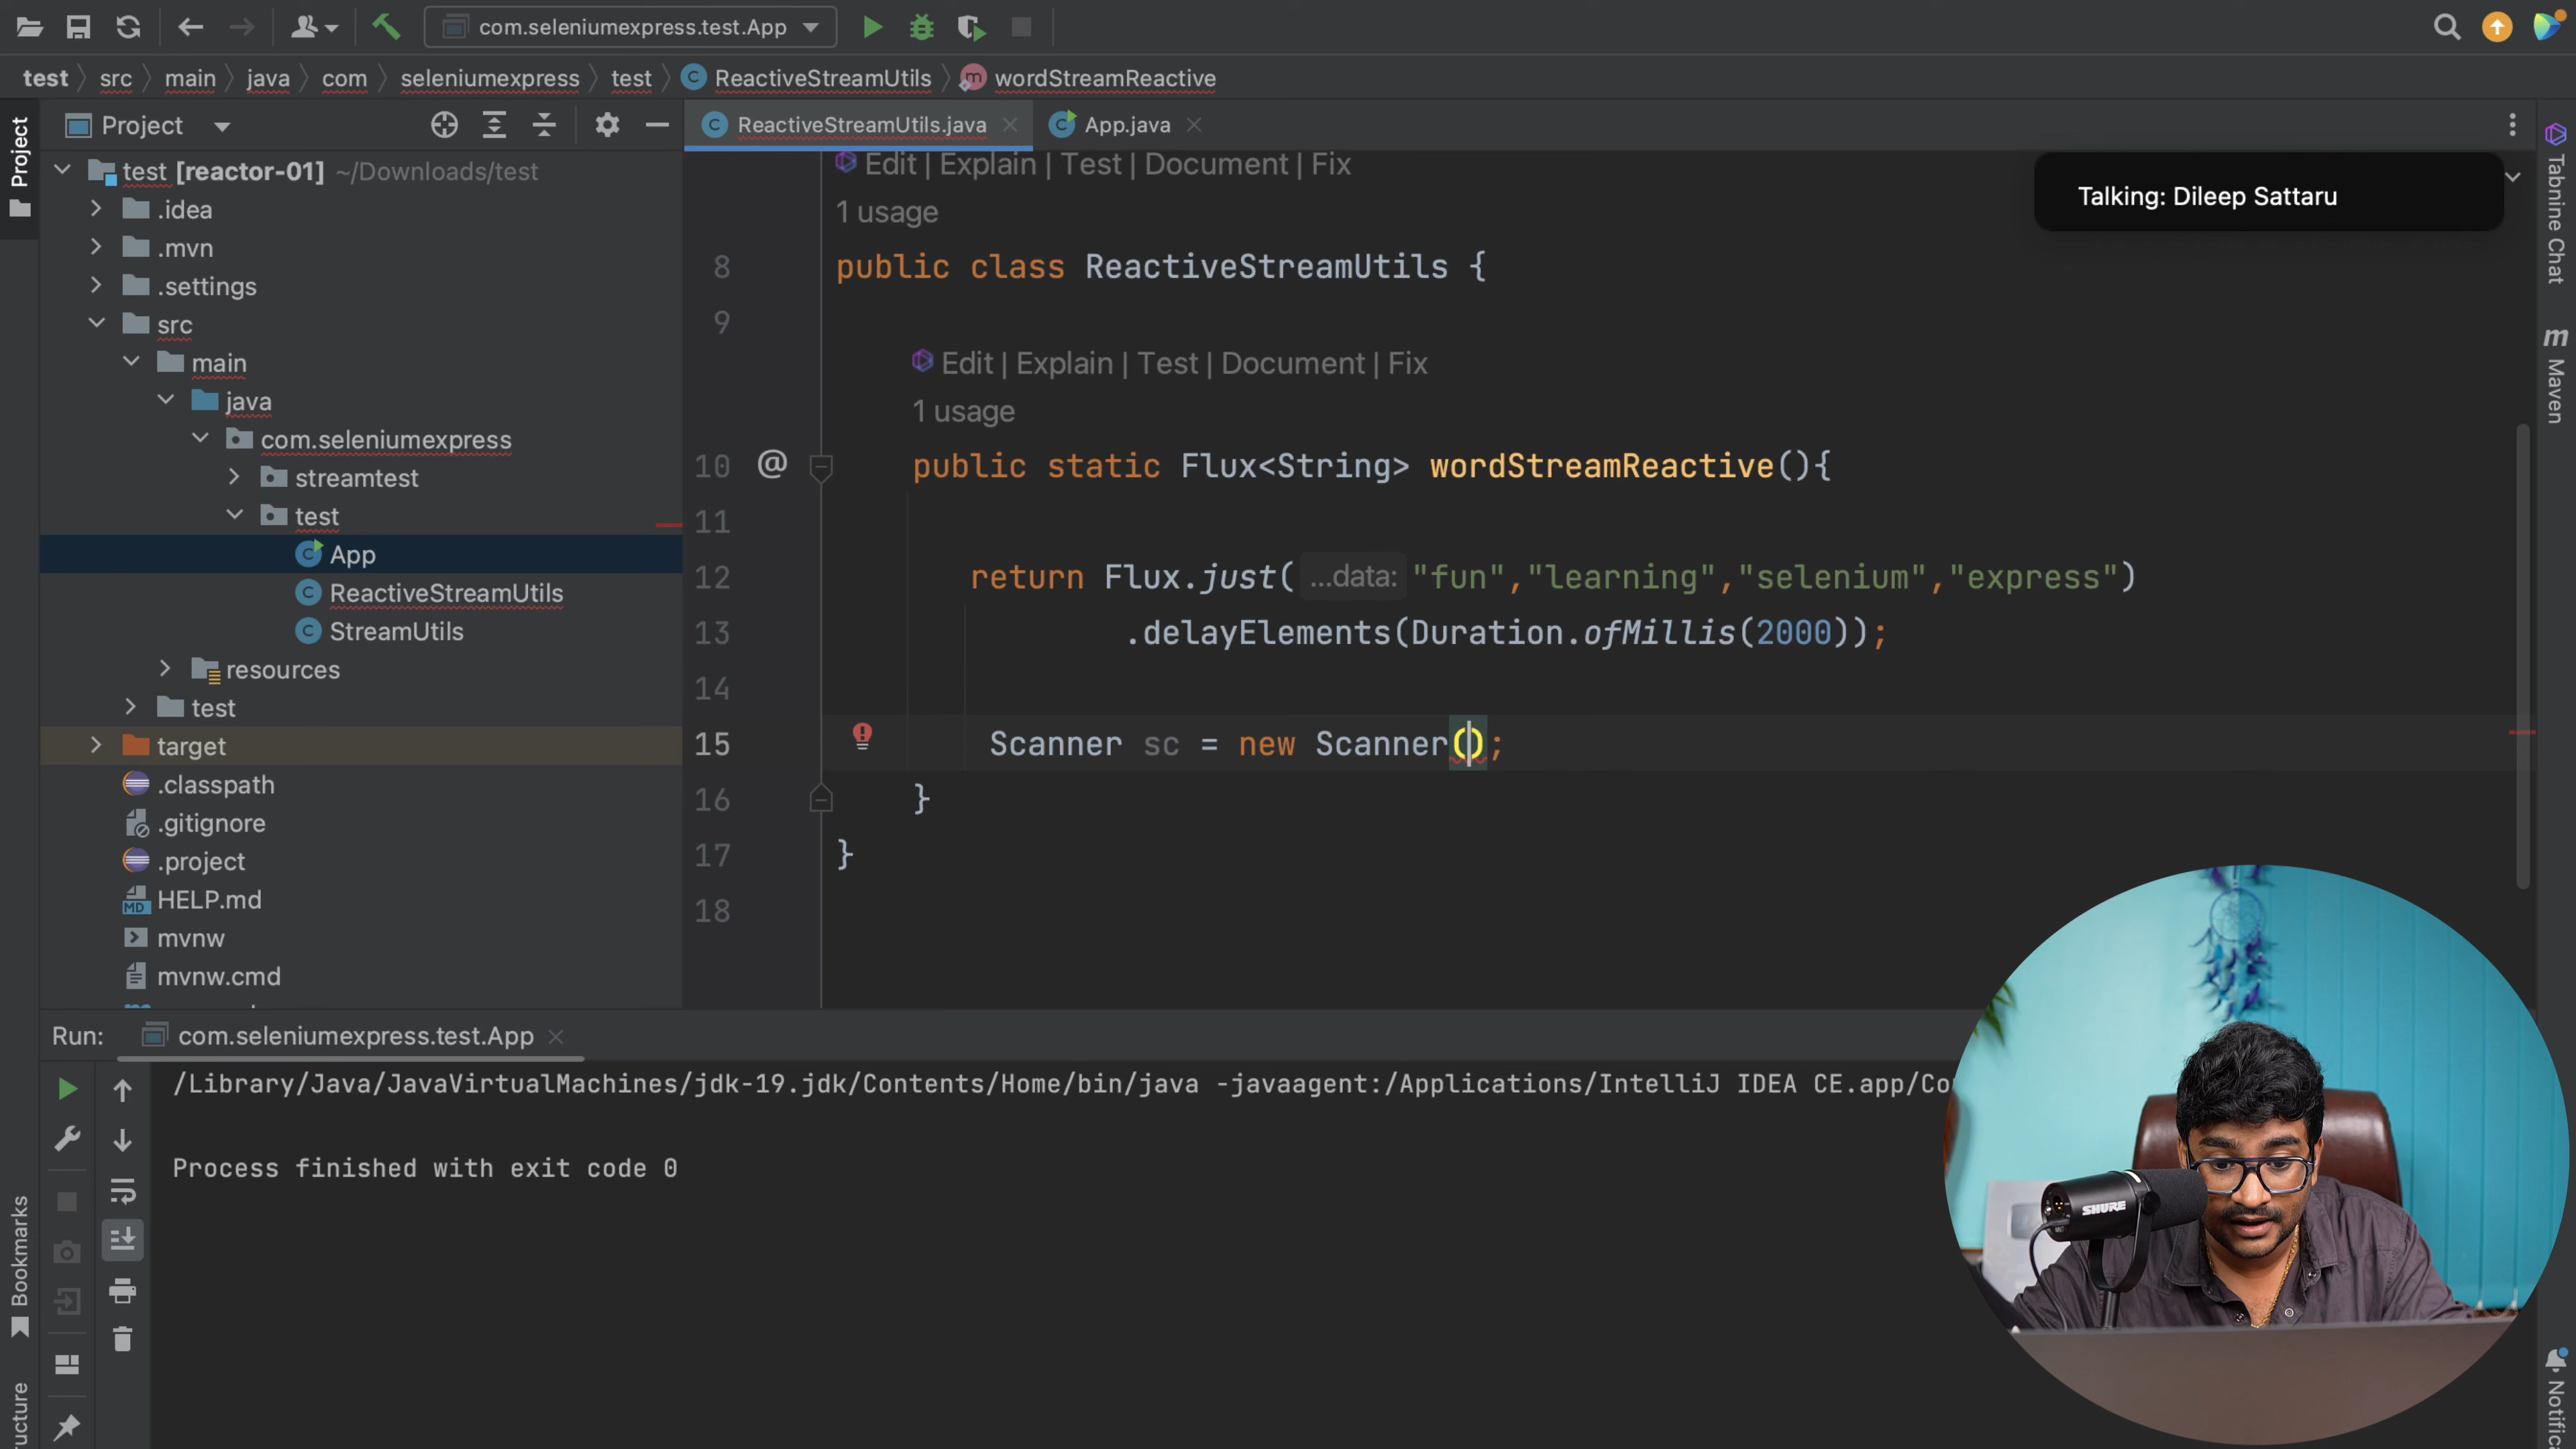 com.seleniumexpress.test.App
test
src
main
java
com
seleniumexpress
test
ReactiveStreamUtils
wordStreamReactive
Project
Project
ReactiveStreamUtils.java
App.java
test [reactor-01] ~/Downloads/test
.idea
.mvn
.settings
src
main
java
com.seleniumexpress
streamtest
test
App
ReactiveStreamUtils
StreamUtils
resources
test
target
.classpath
.gitignore
.project
HELP.md
mvnw
mvnw.cmd
Edit | Explain | Test | Document | Fix
1 usage
8 public class ReactiveStreamUtils {
9
Edit | Explain | Test | Document | Fix
1 usage
10 @ public static Flux<String> wordStreamReactive(){
11
12 return Flux.just( ...data: "fun","learning","selenium","express")
13 .delayElements(Duration.ofMillis(2000));
14
15 Scanner sc = new Scanner();
16 }
17 }
18
Talking: Dileep Sattaru
Tabnine Chat
Maven
Run: com.seleniumexpress.test.App
/Library/Java/JavaVirtualMachines/jdk-19.jdk/Contents/Home/bin/java -javaagent:/Applications/IntelliJ IDEA CE.app/Co
Process finished with exit code 0
Bookmarks
ructure
Notific
SHURE